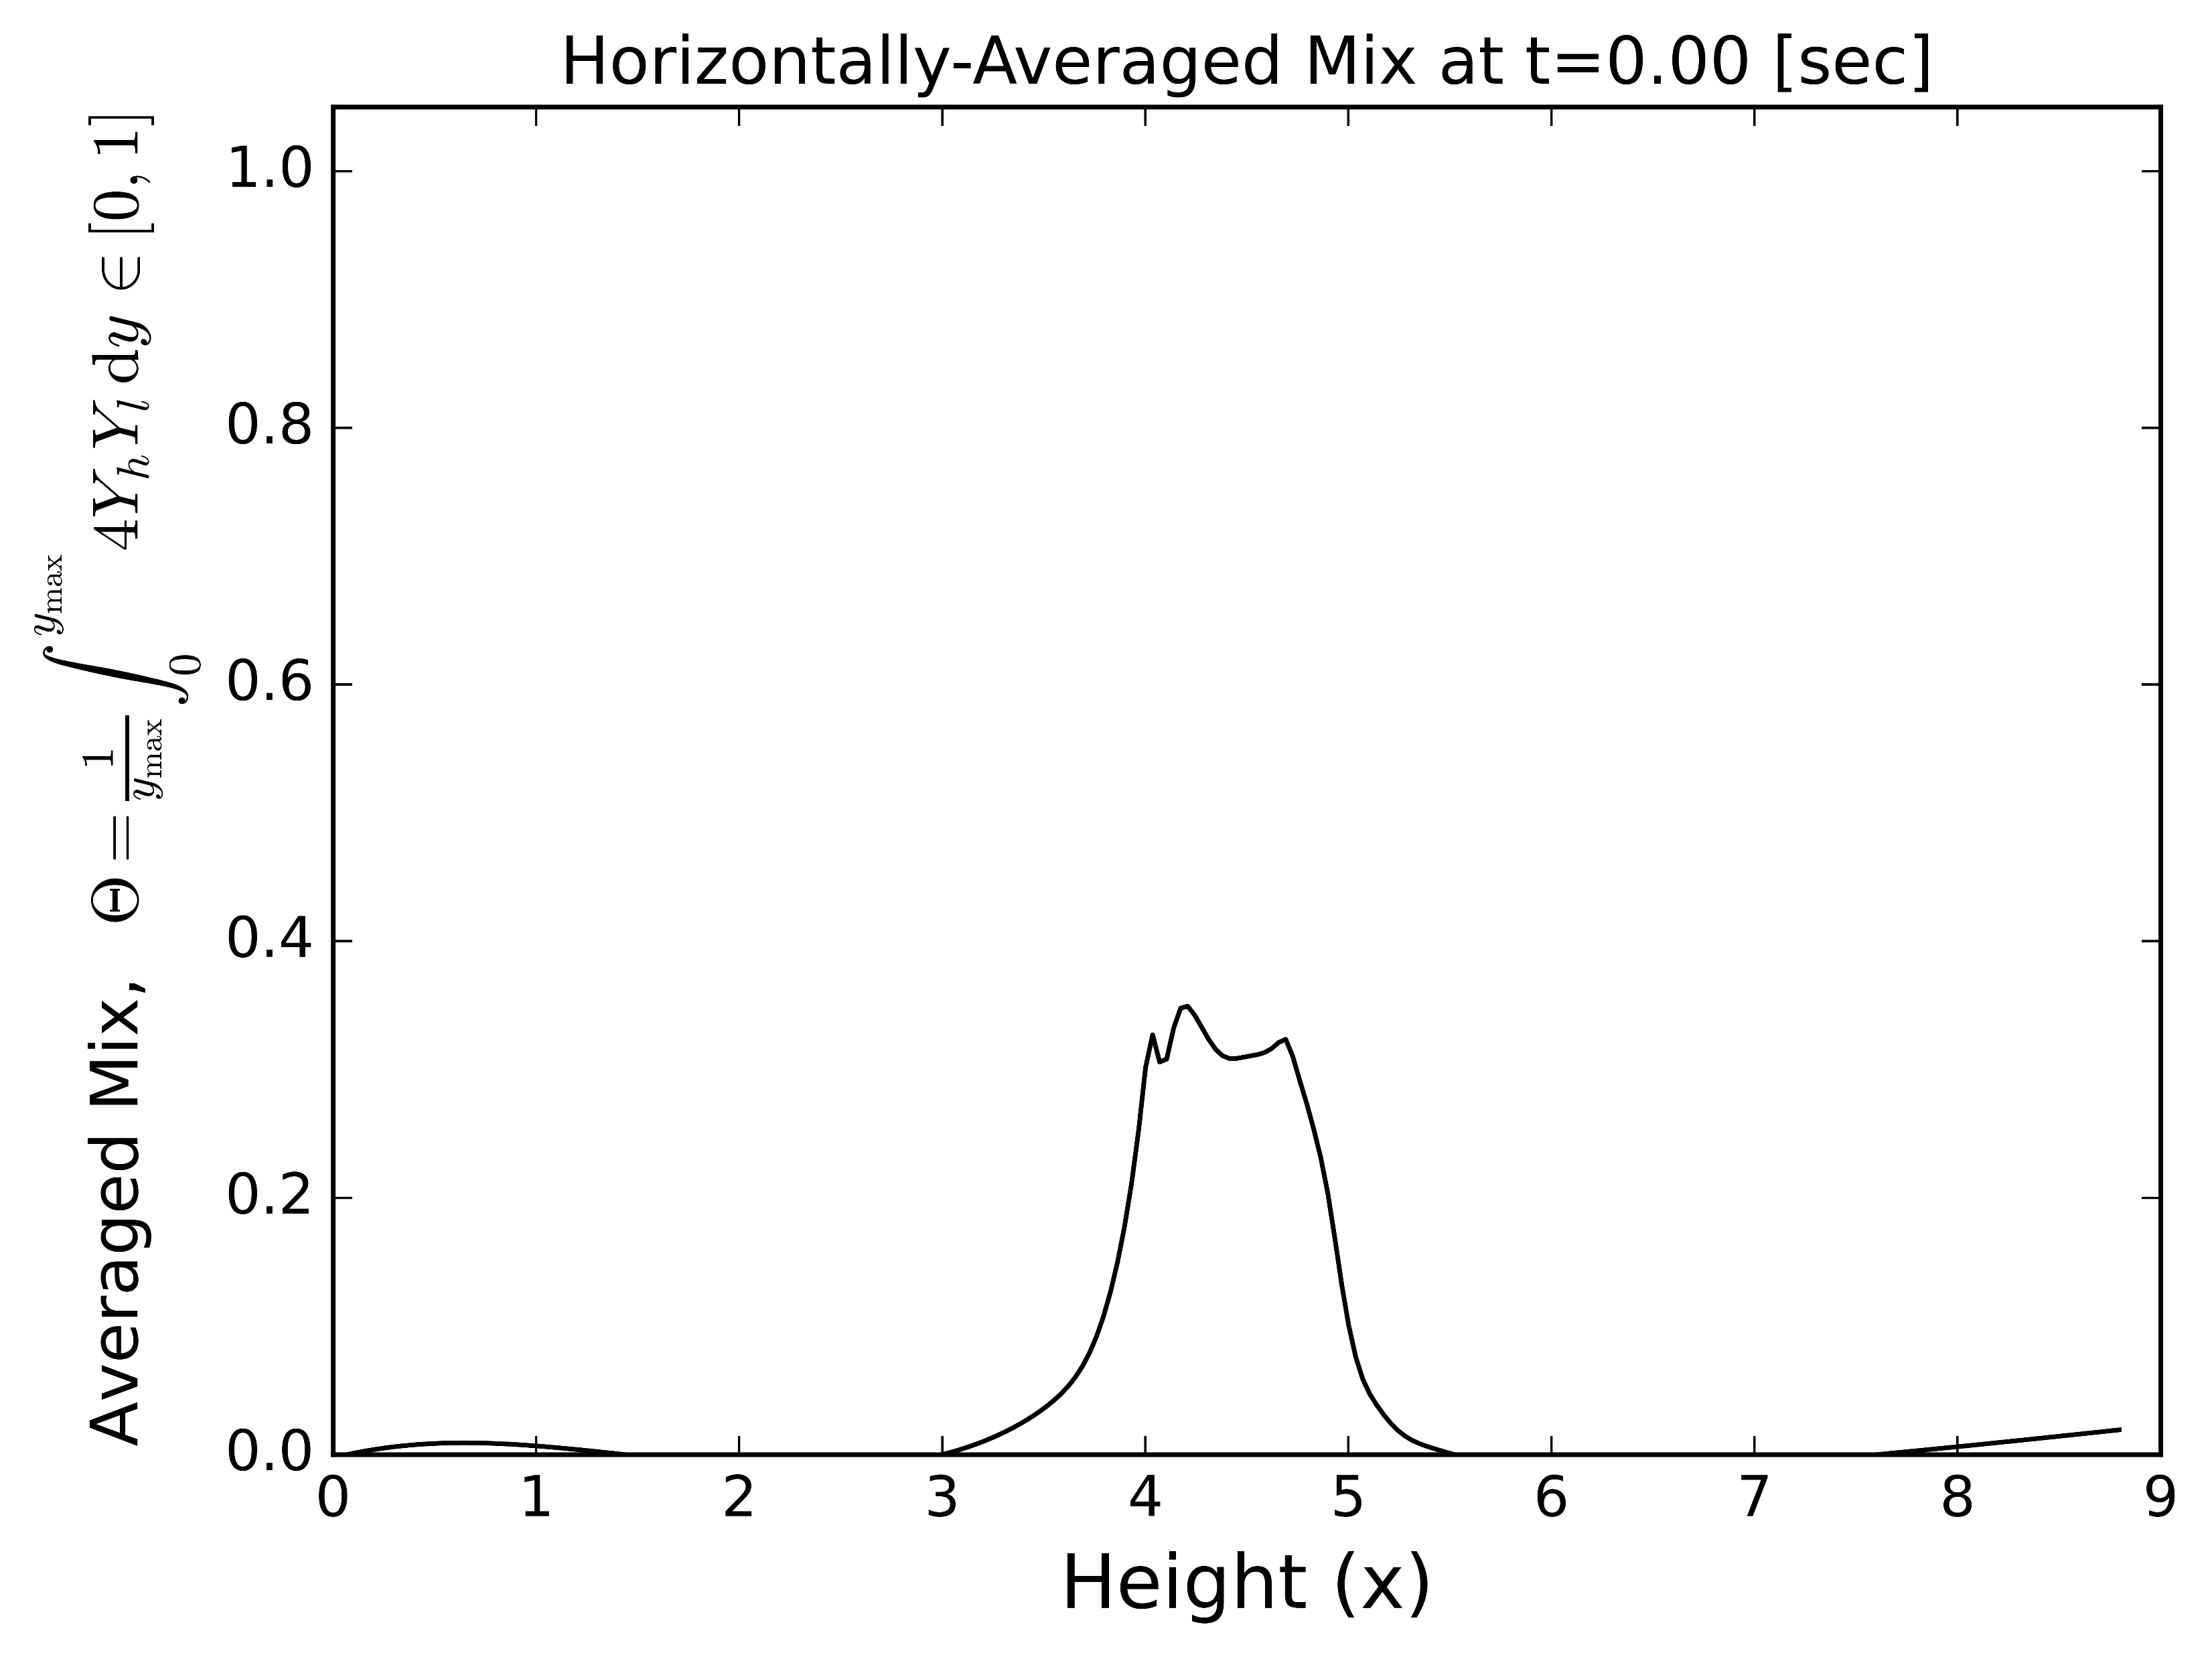 Horizontally-Averaged Mix at t=0.00 [sec]
Averaged Mix, Θ = 1/y_max ∫_0^{y_max} 4Y_hY_l dy ∈ [0, 1]
1.0
0.8
0.6
0.4
0.2
0.0
0 1 2 3 4 5 6 7 8 9
Height (x)